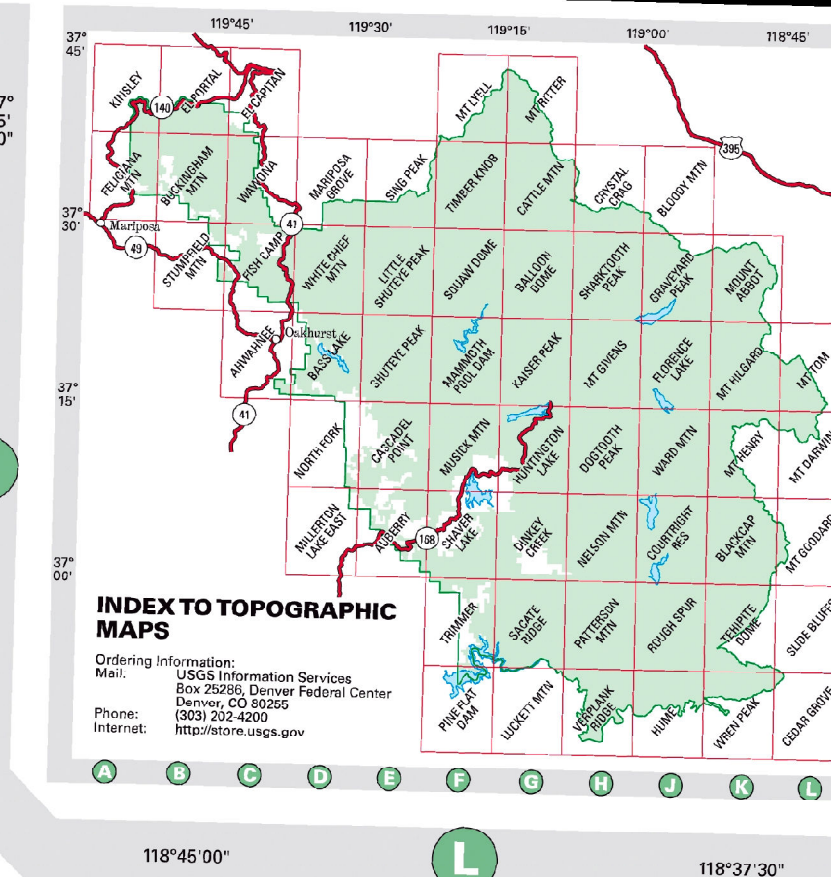 119°45'
119°30'
119°15'
119°00'
118°45'
37°
45'
KINSLEY
EL PORTAL
EL CAPITAN
MT LYELL
MT RITTER
140
395
7°
5'
0"
FELICIANA
MTN
BUCKINGHAM
MTN
WAWONA
MARIPOSA
GROVE
SING PEAK
TIMBER KNOB
CATTLE MTN
CRYSTAL
CRAG
BLOODY MTN
37°
30'
Mariposa
49
41
STUMPFIELD
MTN
FISH CAMP
WHITE CHIEF
MTN
LITTLE
SHUTEYE PEAK
SQUAW DOME
BALLOON
DOME
SHARKTOOTH
PEAK
GRAVEYARD
PEAK
MOUNT
ABBOT
AHWAHNEE
Oakhurst
BASS LAKE
SHUTEYE PEAK
MAMMOTH
POOL DAM
KAISER PEAK
MT GIVENS
FLORENCE
LAKE
MT HILGARD
MT TOM
37°
15'
41
NORTH FORK
CASCADEL
POINT
MUSICK MTN
HUNTINGTON
LAKE
DOGTOOTH
PEAK
WARD MTN
MT HENRY
MT DARWIN
MILLERTON
LAKE EAST
AUBERRY
168
SHAVER
LAKE
DINKEY
CREEK
NELSON MTN
COURTRIGHT
RES
BLACKCAP
MTN
MT GODDARD
37°
00'
TRIMMER
SACATE
RIDGE
PATTERSON
MTN
ROUGH SPUR
TEHIPITE
DOME
SLIDE BLUFFS
PINE FLAT
DAM
LUCKETT MTN
VERPLANK
RIDGE
HUME
WREN PEAK
CEDAR GROVE
INDEX TO TOPOGRAPHIC
MAPS
Ordering Information:
Mail: USGS Information Services
Box 25286, Denver Federal Center
Denver, CO 80255
Phone: (303) 202-4200
Internet: http://store.usgs.gov
A B C D E F G H J K L
118°45'00"
L
118°37'30"